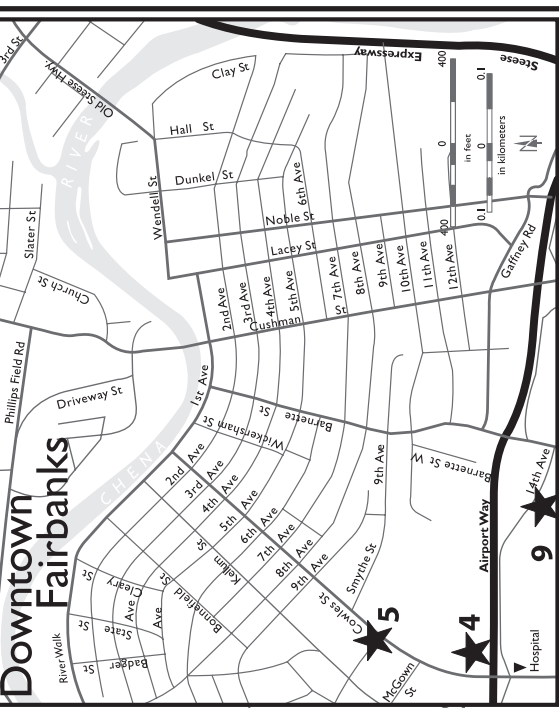 Downtown
Fairbanks
3rd St
Old Steese Hwy.
Expressway
Steese
Clay St
Hall St
Dunkel St
Wendell St
6th Ave
Noble St
Lacey St
RIVER
Slater St
Church St
Phillips Field Rd
Driveway St
CHENA
2nd Ave
3rd Ave
4th Ave
5th Ave
7th Ave
8th Ave
9th Ave
10th Ave
11th Ave
12th Ave
Cushman St
Gaffney Rd
400 0 400
in feet
0.1 0 0.1
in kilometers
N
1st Ave
Barnette St
Wickersham St
2nd Ave
3rd Ave
4th Ave
5th Ave
6th Ave
7th Ave
8th Ave
9th Ave
Kellum St
Bonnefield St
Cleary St
State St
Badger St
Ave
Ave
River Walk
9th Ave
Barnette St W
Smythe St
Cowles St
McGown St
Airport Way
14th Ave
Hospital
5
4
9